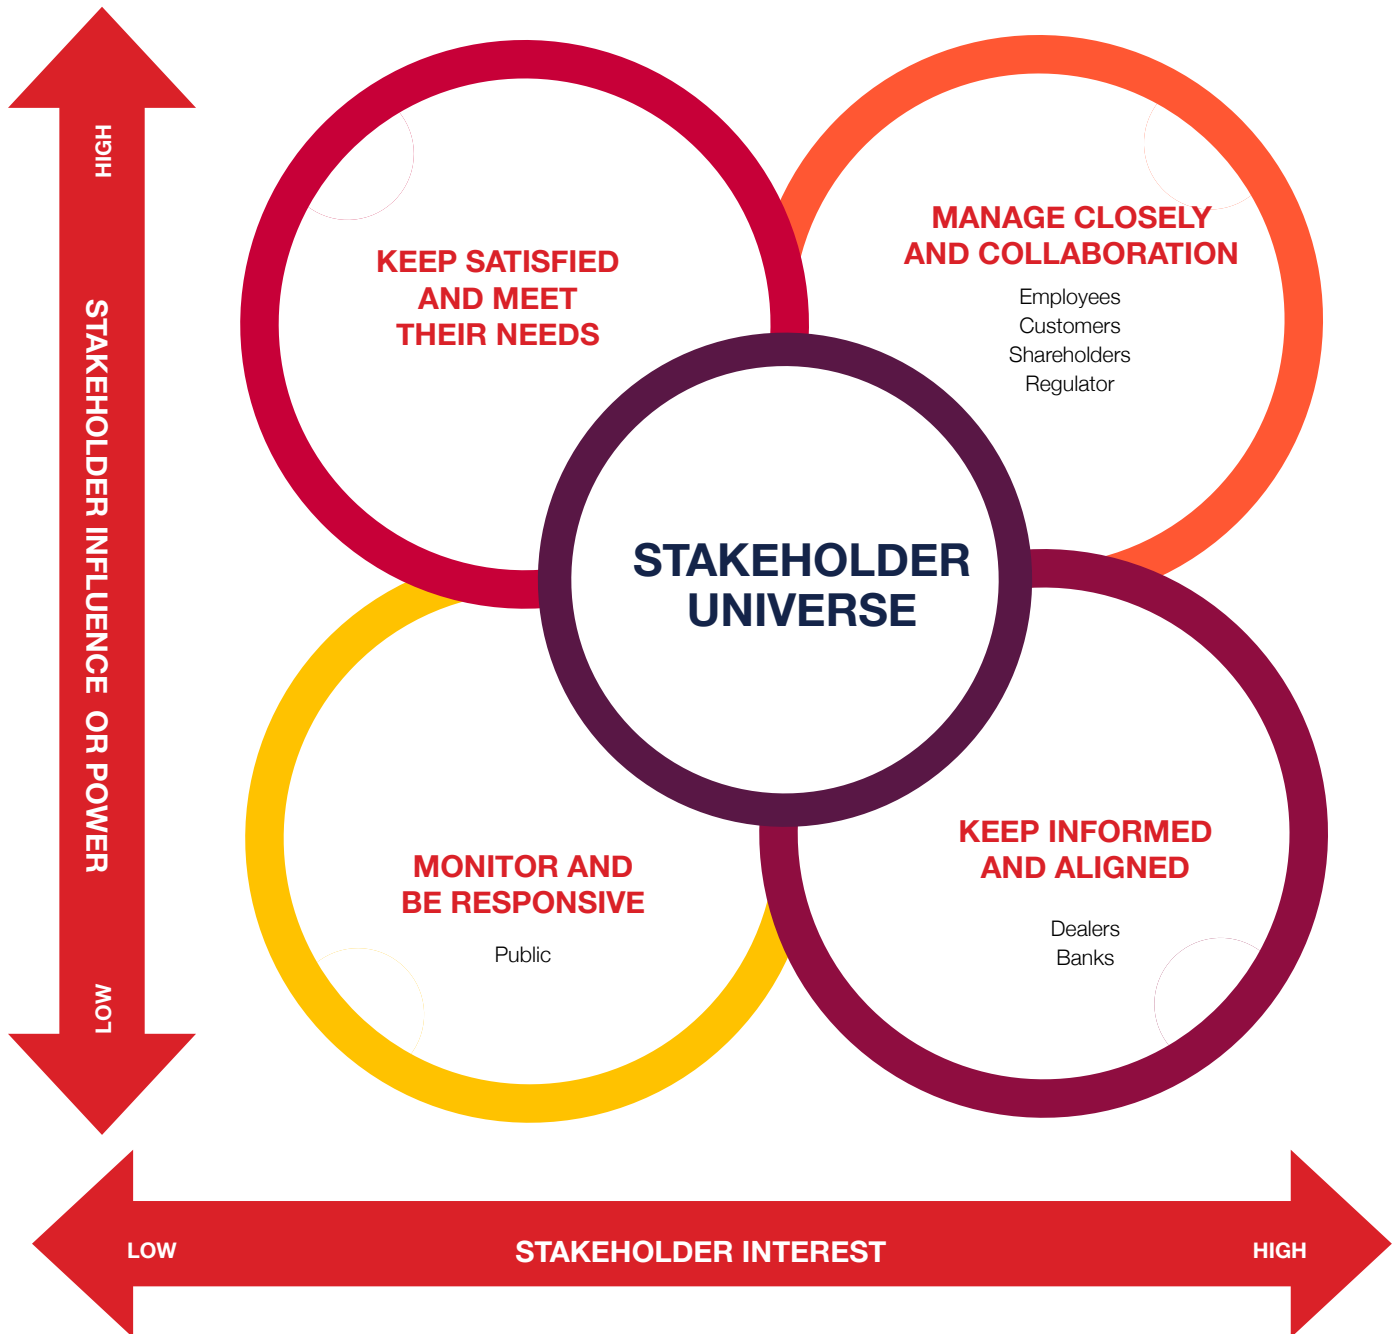 HIGH
STAKEHOLDER INFLUENCE OR POWER
LOW
KEEP SATISFIED
AND MEET
THEIR NEEDS
MANAGE CLOSELY
AND COLLABORATION
Employees
Customers
Shareholders
Regulator
STAKEHOLDER
UNIVERSE
MONITOR AND
BE RESPONSIVE
Public
KEEP INFORMED
AND ALIGNED
Dealers
Banks
LOW
STAKEHOLDER INTEREST
HIGH